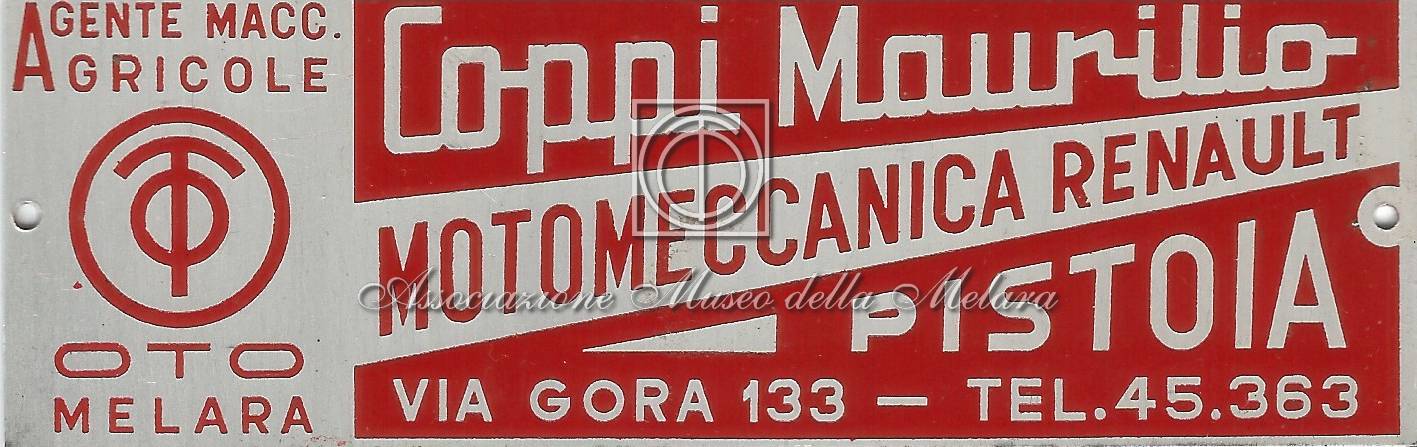 AGENTE MACC.
AGRICOLE
OTO
MELARA
Coppi Maurilio
MOTOMECCANICA RENAULT
PISTOIA
VIA GORA 133 — TEL. 45.363
Associazione Museo della Melara